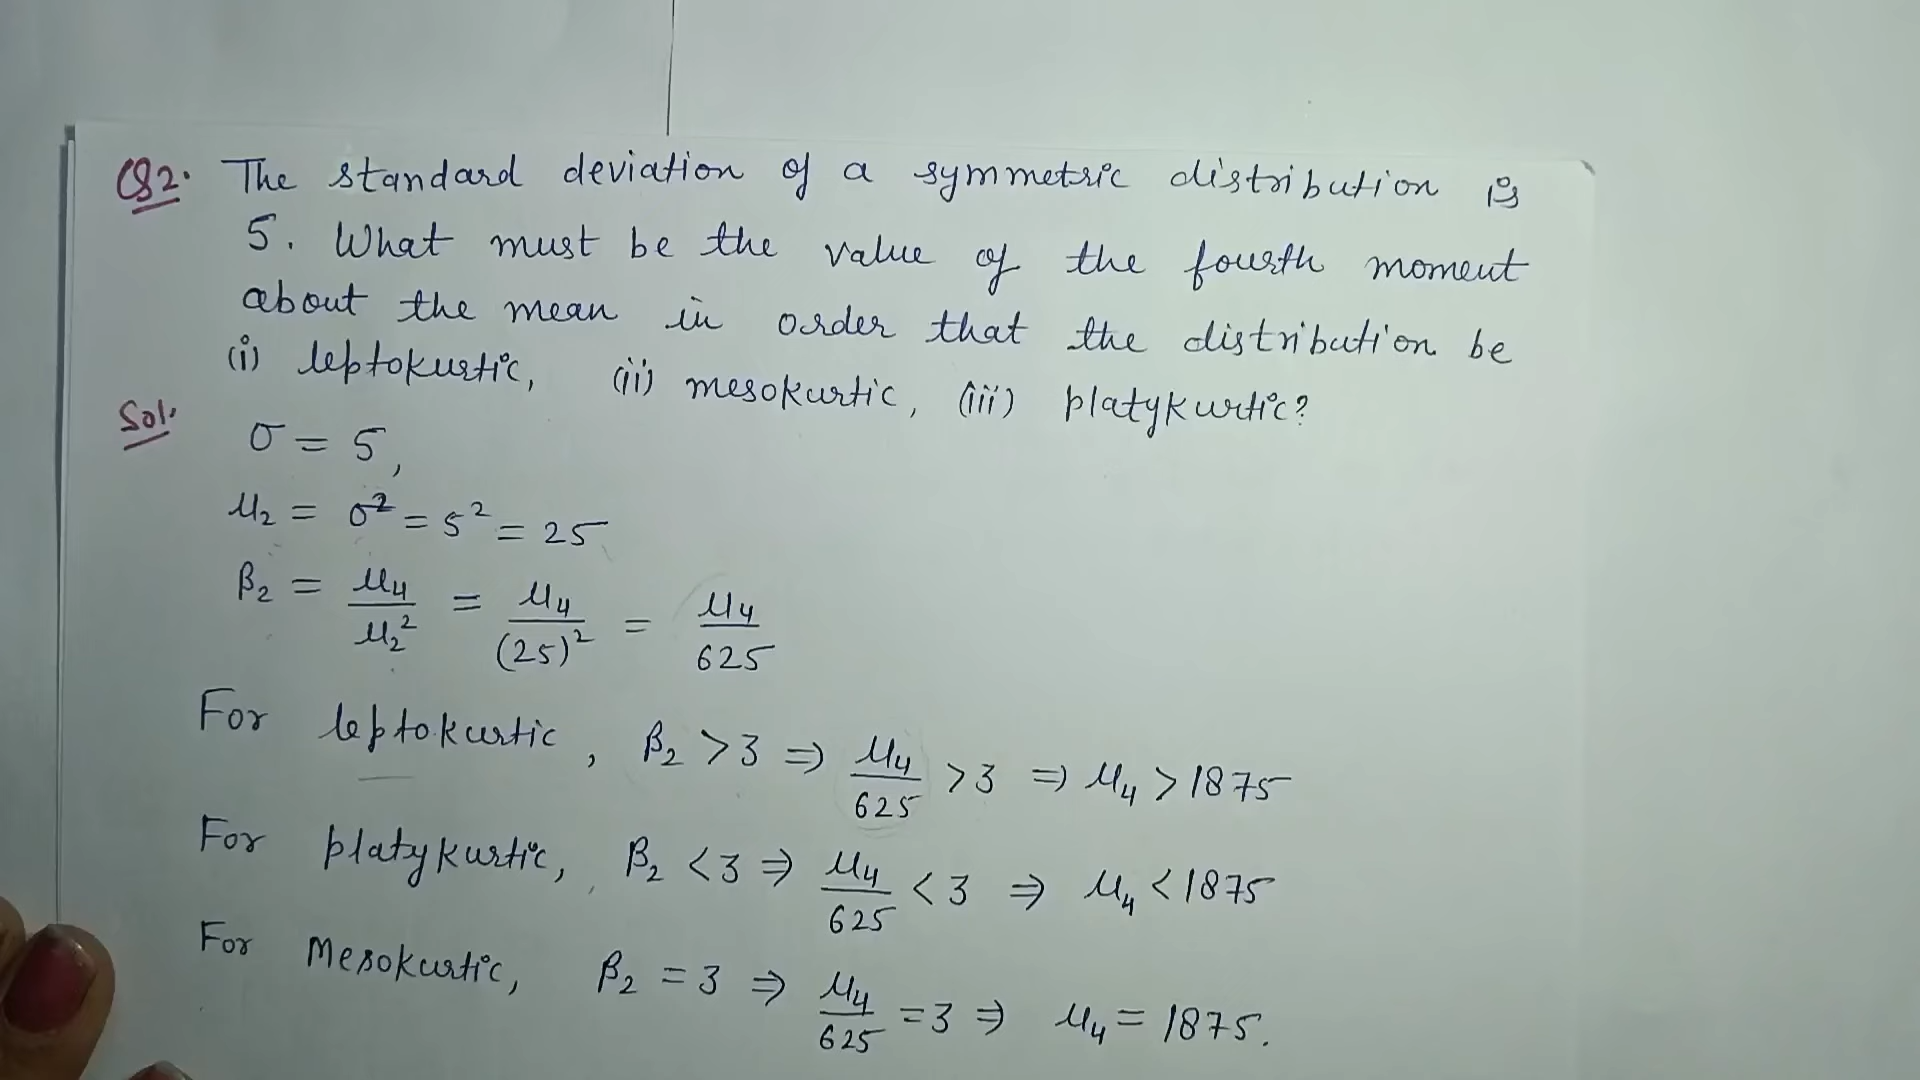 Q2. The standard deviation of a symmetric distribution is
5. What must be the value of the fourth moment
about the mean in order that the distribution be
(i) leptokurtic, (ii) mesokurtic, (iii) platykurtic?
Sol. σ = 5,
μ₂ = σ² = 5² = 25
β₂ = μ₄/μ₂² = μ₄/(25)² = μ₄/625
For leptokurtic, β₂ > 3 ⇒ μ₄/625 > 3 ⇒ μ₄ > 1875
For platykurtic, β₂ < 3 ⇒ μ₄/625 < 3 ⇒ μ₄ < 1875
For Mesokurtic, β₂ = 3 ⇒ μ₄/625 = 3 ⇒ μ₄ = 1875.